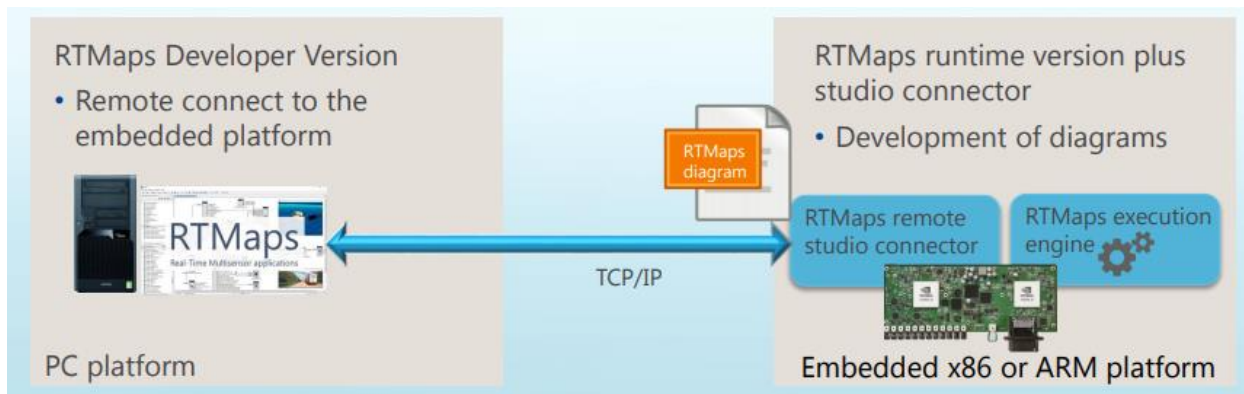 RTMaps Developer Version
• Remote connect to the
embedded platform
RTMaps
Real-Time Multisensor applications
PC platform
TCP/IP
RTMaps
diagram
RTMaps runtime version plus
studio connector
• Development of diagrams
RTMaps remote
studio connector
RTMaps execution
engine
Embedded x86 or ARM platform